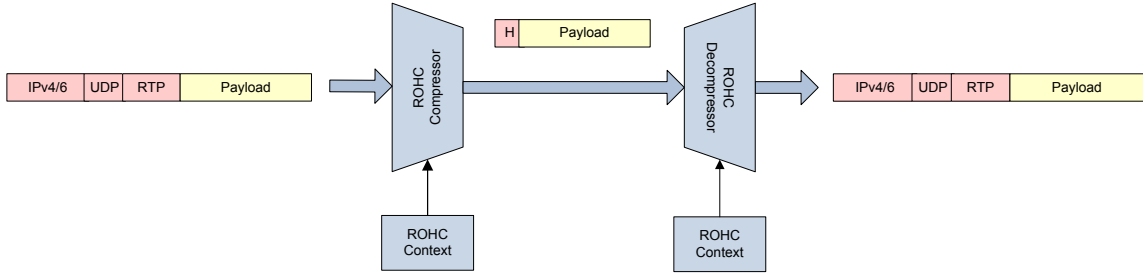 H Payload
IPv4/6 UDP RTP Payload
ROHC
Compressor
ROHC
Decompressor
IPv4/6 UDP RTP Payload
ROHC
Context
ROHC
Context